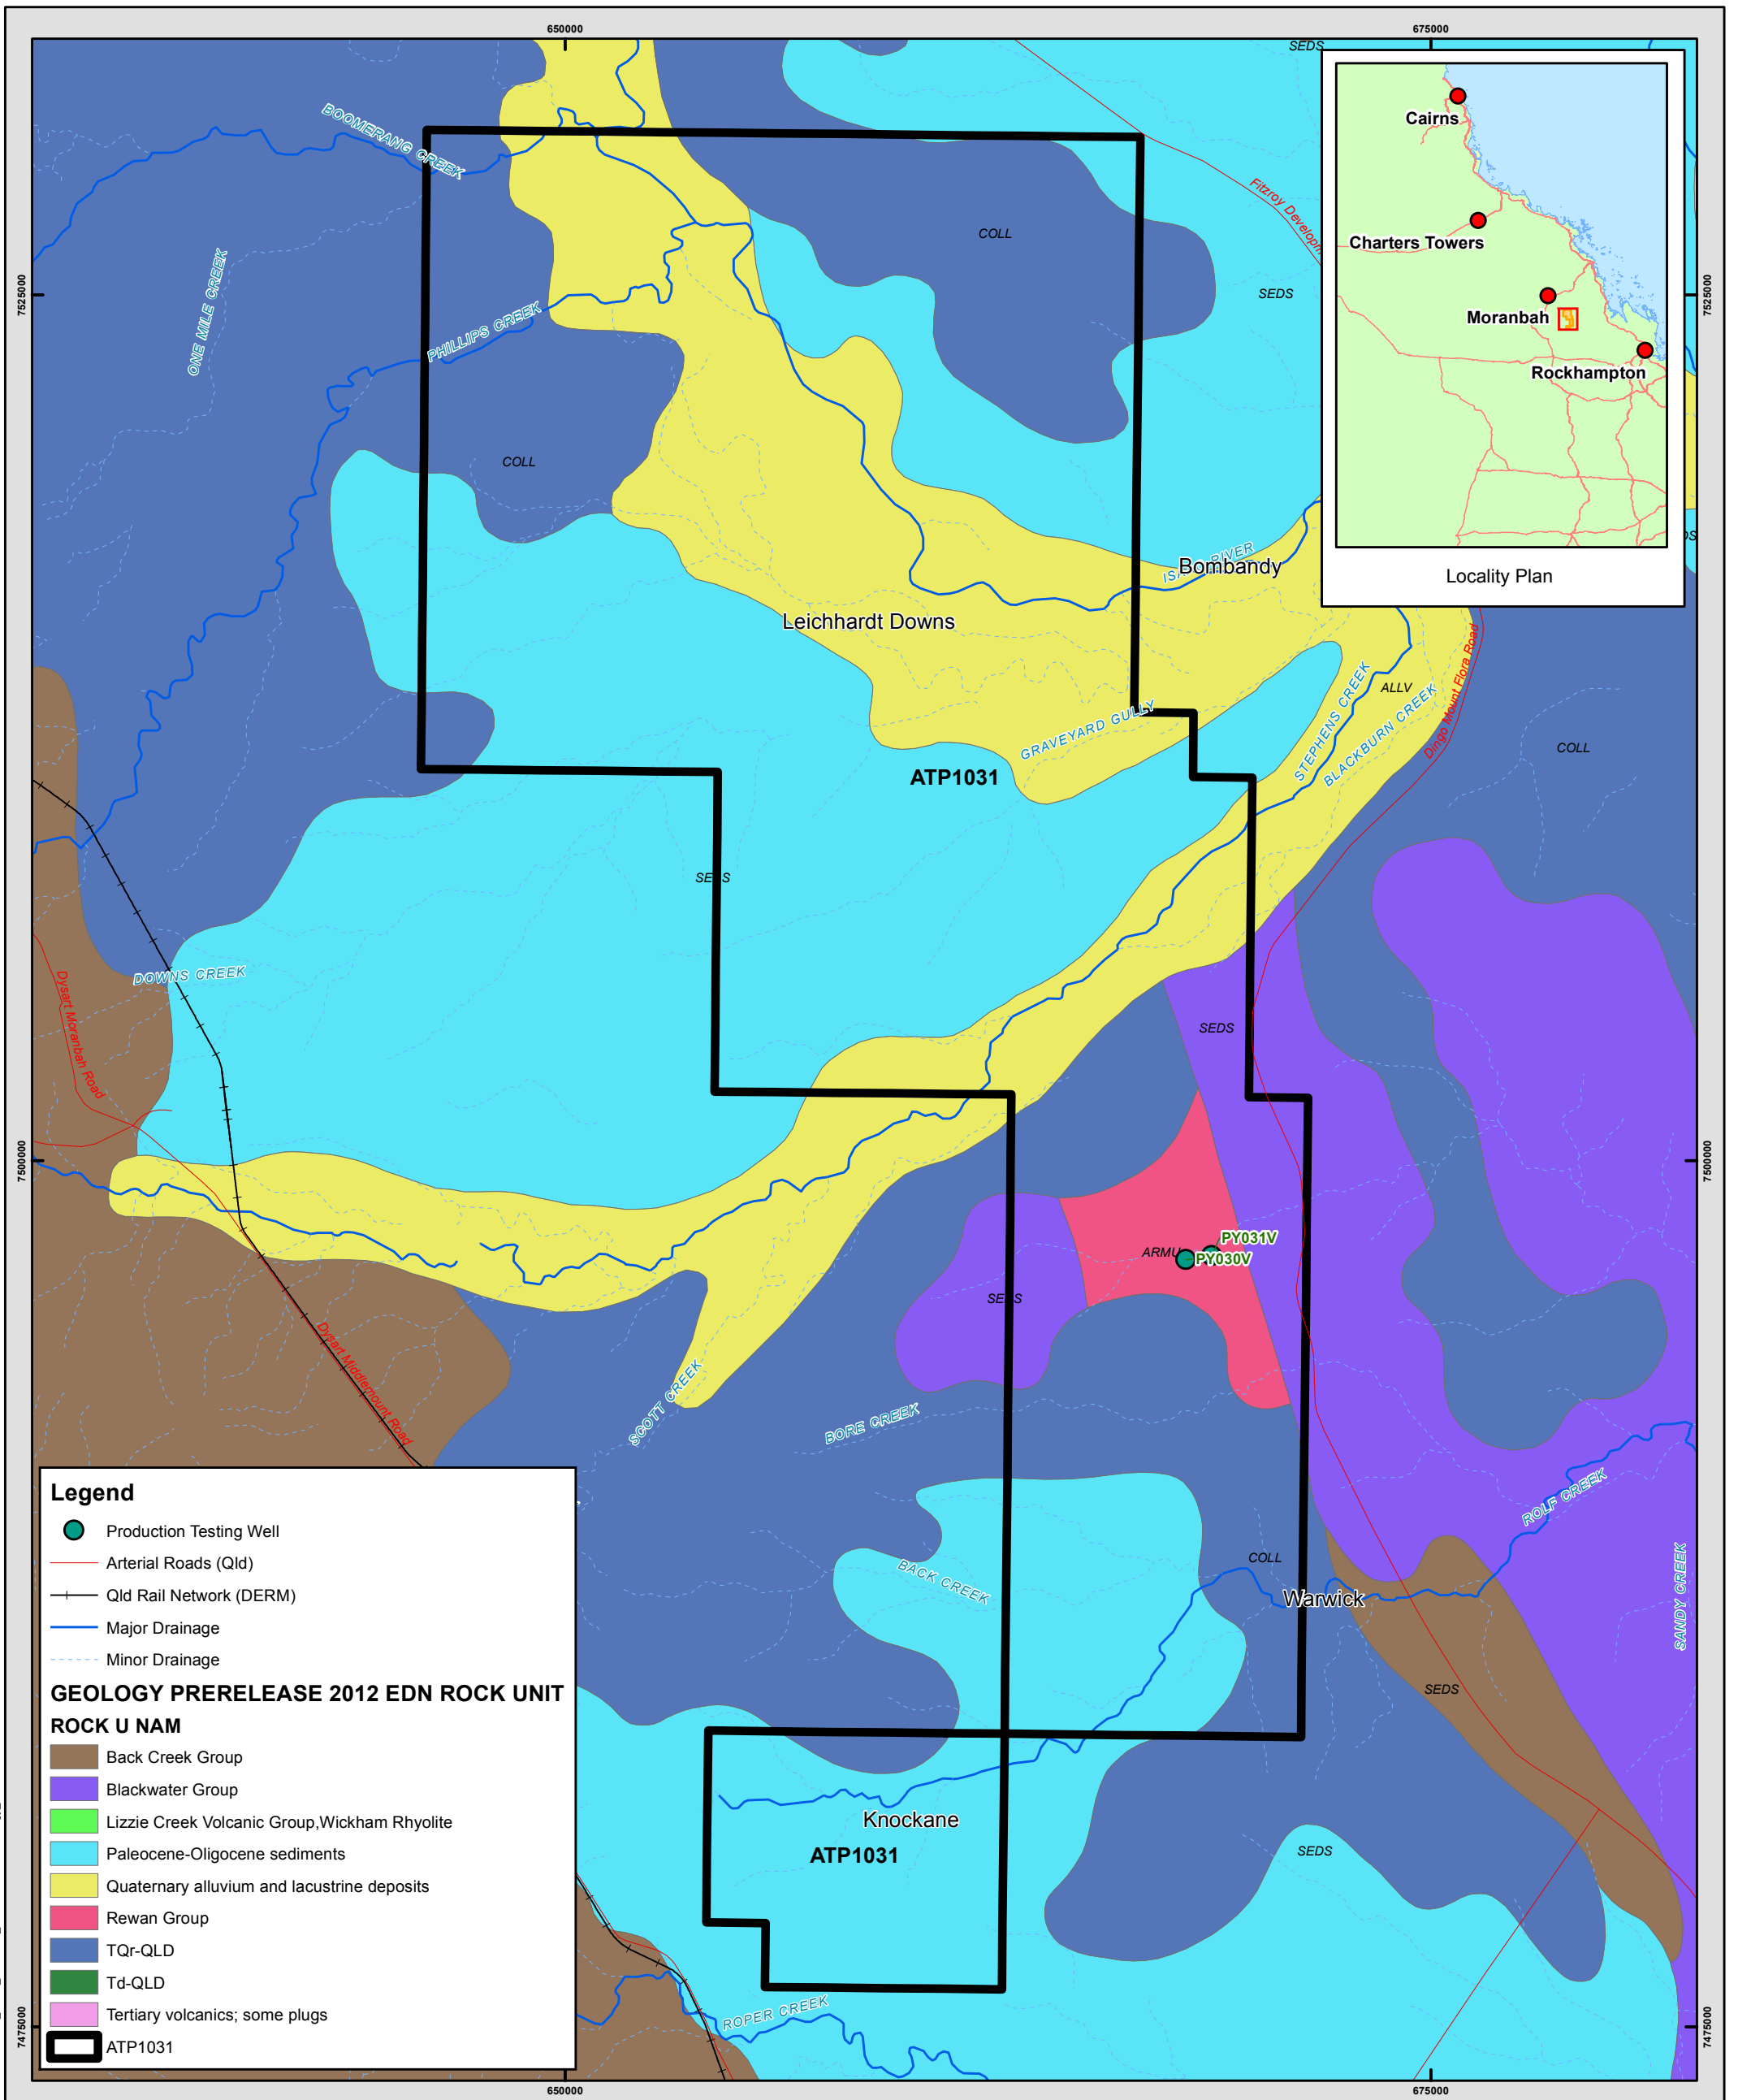 650000
675000
SEDS
BOOMERANG CREEK
Cairns
Charters Towers
Moranbah
Rockhampton
Locality Plan
Fitzroy Developm
COLL
SEDS
ONE MILE CREEK
7525000
7525000
PHILLIPS CREEK
COLL
ISA RIVER
Bombandy
Leichhardt Downs
STEPHENS CREEK
ALLV
BLACKBURN CREEK
Dingo Mount Flora Road
GRAVEYARD GULLY
COLL
ATP1031
SEDS
DOWNS CREEK
Dysart Moranbah Road
SEDS
7500000
7500000
PY031V
ARMU
PY030V
SEDS
Dysart Middlemount Road
SCOTT CREEK
BORE CREEK
ROLF CREEK
BACK CREEK
COLL
Warwick
SANDY CREEK
SEDS
Knockane
ATP1031
SEDS
ROPER CREEK
7475000
7475000
Legend
Production Testing Well
Arterial Roads (Qld)
Qld Rail Network (DERM)
Major Drainage
Minor Drainage
GEOLOGY PRERELEASE 2012 EDN ROCK UNIT
ROCK U NAM
Back Creek Group
Blackwater Group
Lizzie Creek Volcanic Group,Wickham Rhyolite
Paleocene-Oligocene sediments
Quaternary alluvium and lacustrine deposits
Rewan Group
TQr-QLD
Td-QLD
Tertiary volcanics; some plugs
ATP1031
650000
675000